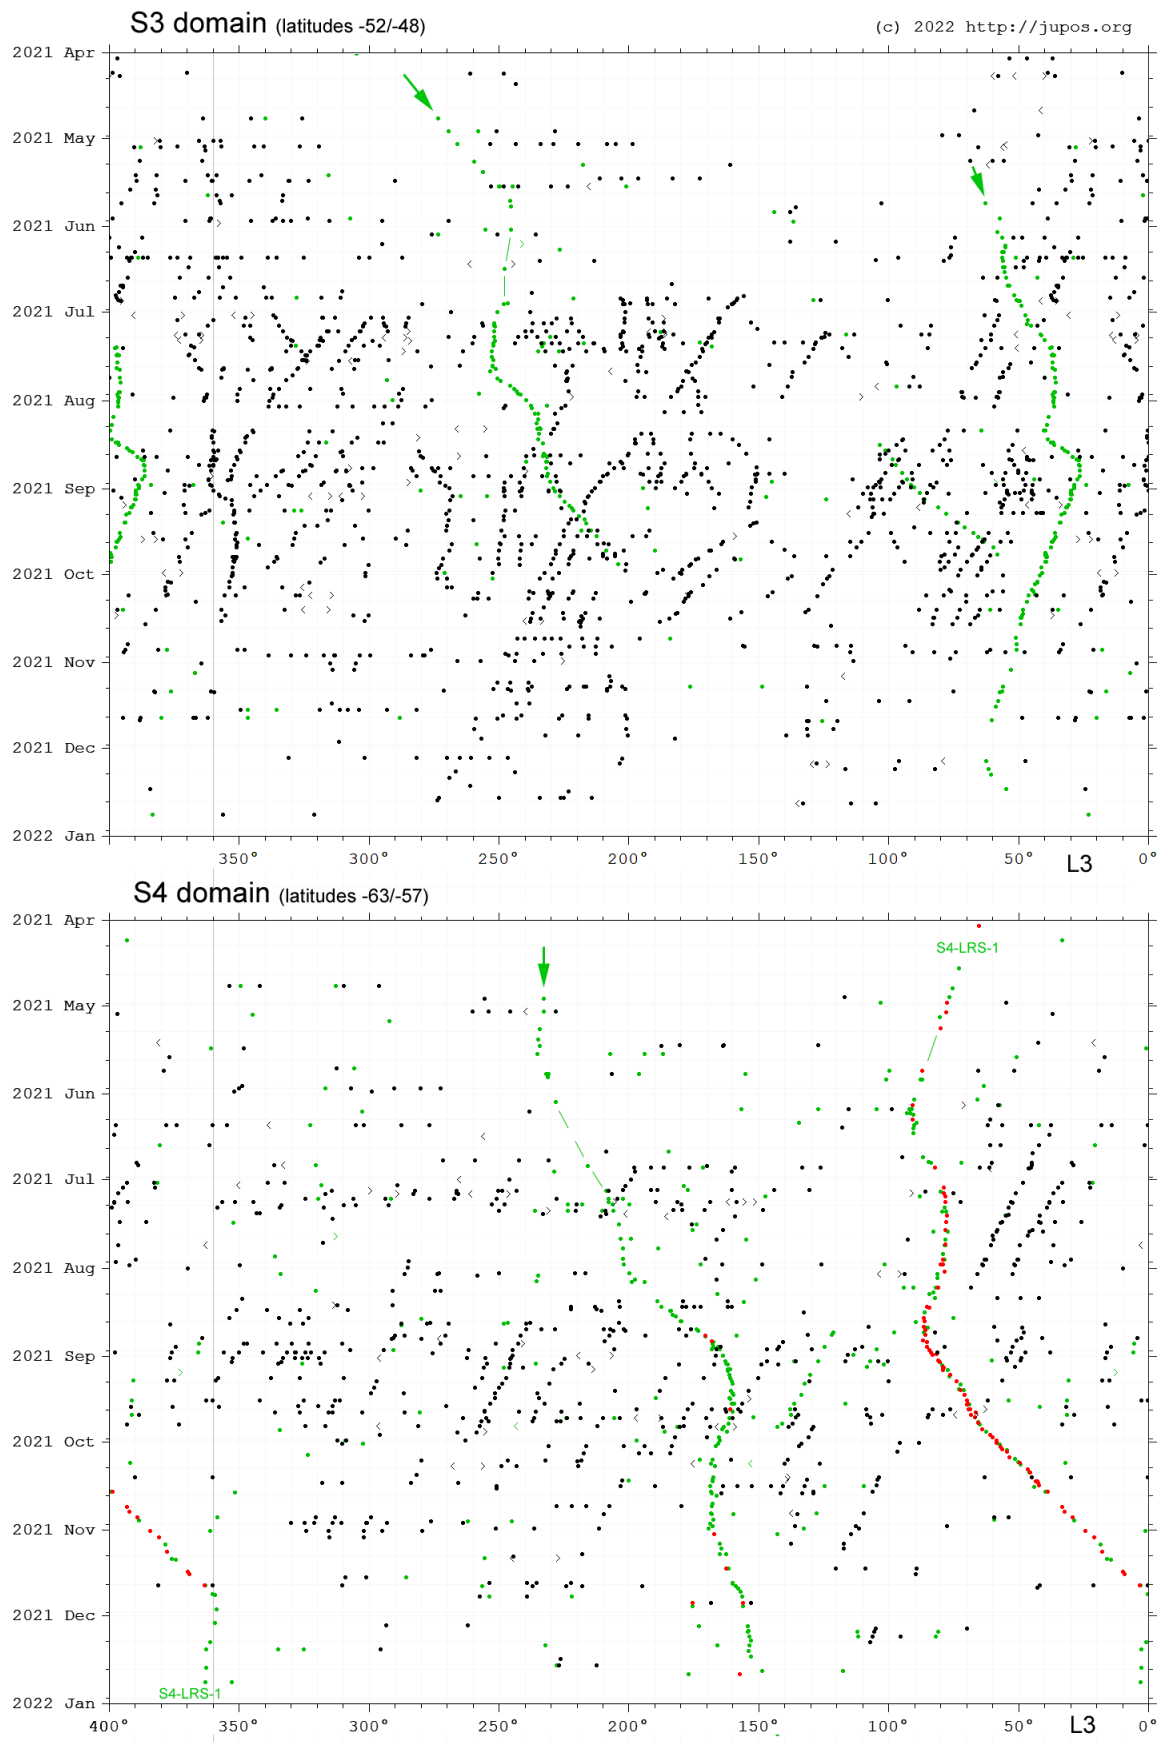 S3 domain (latitudes -52/-48)
(c) 2022 http://jupos.org
2021 Apr
2021 May
2021 Jun
2021 Jul
2021 Aug
2021 Sep
2021 Oct
2021 Nov
2021 Dec
2022 Jan
350° 300° 250° 200° 150° 100° 50° L3 0°
S4 domain (latitudes -63/-57)
2021 Apr
S4-LRS-1
2021 May
2021 Jun
2021 Jul
2021 Aug
2021 Sep
2021 Oct
2021 Nov
2021 Dec
S4-LRS-1
2022 Jan
400° 350° 300° 250° 200° 150° 100° 50° L3 0°